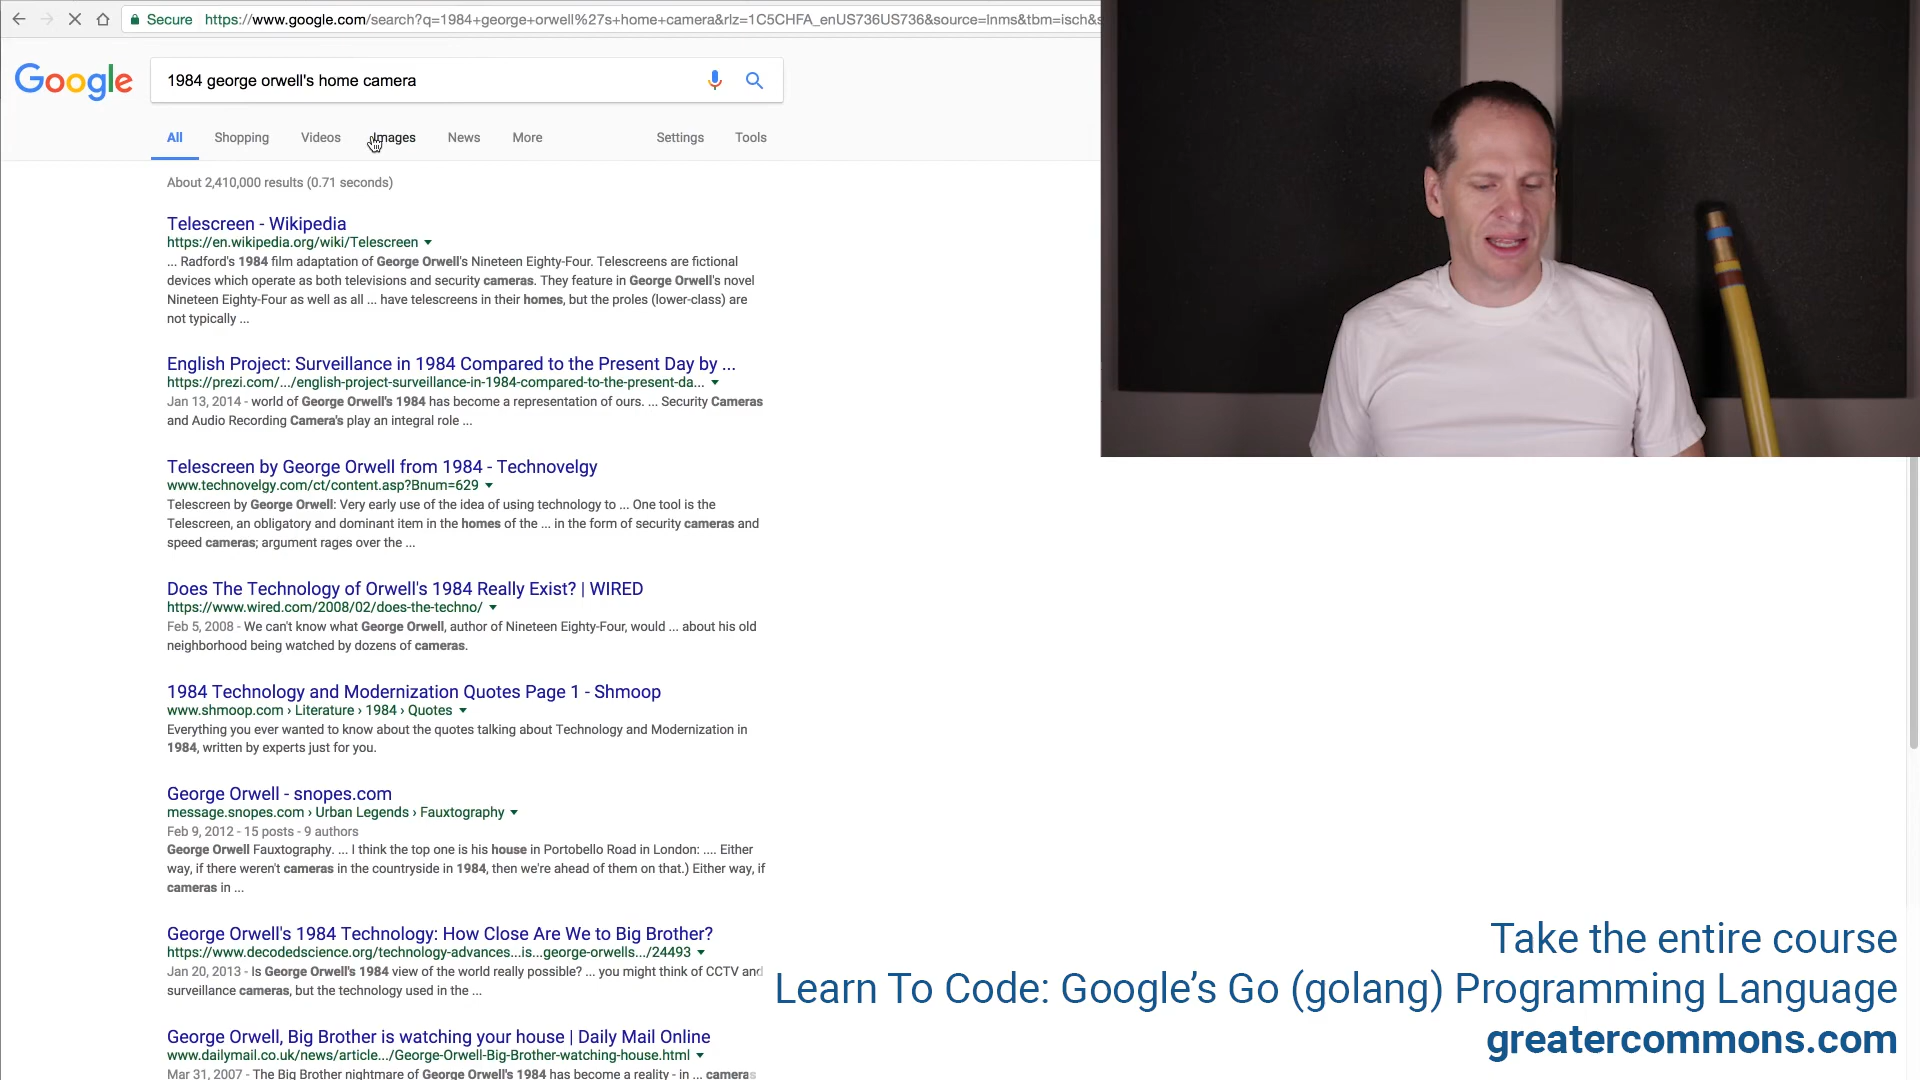 Secure https://www.google.com/search?q=1984+george+orwell%27s+home+camera&rlz=1C5CHFA_enUS736US736&source=lnms&tbm=isch&s
Google
1984 george orwell's home camera
All Shopping Videos Images News More Settings Tools
About 2,410,000 results (0.71 seconds)
Telescreen - Wikipedia
https://en.wikipedia.org/wiki/Telescreen
... Radford's 1984 film adaptation of George Orwell's Nineteen Eighty-Four. Telescreens are fictional
devices which operate as both televisions and security cameras. They feature in George Orwell's novel
Nineteen Eighty-Four as well as all ... have telescreens in their homes, but the proles (lower-class) are
not typically ...
English Project: Surveillance in 1984 Compared to the Present Day by ...
https://prezi.com/.../english-project-surveillance-in-1984-compared-to-the-present-da...
Jan 13, 2014 - world of George Orwell's 1984 has become a representation of ours. ... Security Cameras
and Audio Recording Camera's play an integral role ...
Telescreen by George Orwell from 1984 - Technovelgy
www.technovelgy.com/ct/content.asp?Bnum=629
Telescreen by George Orwell: Very early use of the idea of using technology to ... One tool is the
Telescreen, an obligatory and dominant item in the homes of the ... in the form of security cameras and
speed cameras; argument rages over the ...
Does The Technology of Orwell's 1984 Really Exist? | WIRED
https://www.wired.com/2008/02/does-the-techno/
Feb 5, 2008 - We can't know what George Orwell, author of Nineteen Eighty-Four, would ... about his old
neighborhood being watched by dozens of cameras.
1984 Technology and Modernization Quotes Page 1 - Shmoop
www.shmoop.com › Literature › 1984 › Quotes
Everything you ever wanted to know about the quotes talking about Technology and Modernization in
1984, written by experts just for you.
George Orwell - snopes.com
message.snopes.com › Urban Legends › Fauxtography
Feb 9, 2012 - 15 posts - 9 authors
George Orwell Fauxtography. ... I think the top one is his house in Portobello Road in London: .... Either
way, if there weren't cameras in the countryside in 1984, then we're ahead of them on that.) Either way, if
cameras in ...
George Orwell's 1984 Technology: How Close Are We to Big Brother?
https://www.decodedscience.org/technology-advances...is...george-orwells.../24493
Jan 20, 2013 - Is George Orwell's 1984 view of the world really possible? ... you might think of CCTV and
surveillance cameras, but the technology used in the ...
George Orwell, Big Brother is watching your house | Daily Mail Online
www.dailymail.co.uk/news/article.../George-Orwell-Big-Brother-watching-house.html
Mar 31, 2007 - The Big Brother nightmare of George Orwell's 1984 has become a reality - in ... cameras
Take the entire course
Learn To Code: Google’s Go (golang) Programming Language
greatercommons.com